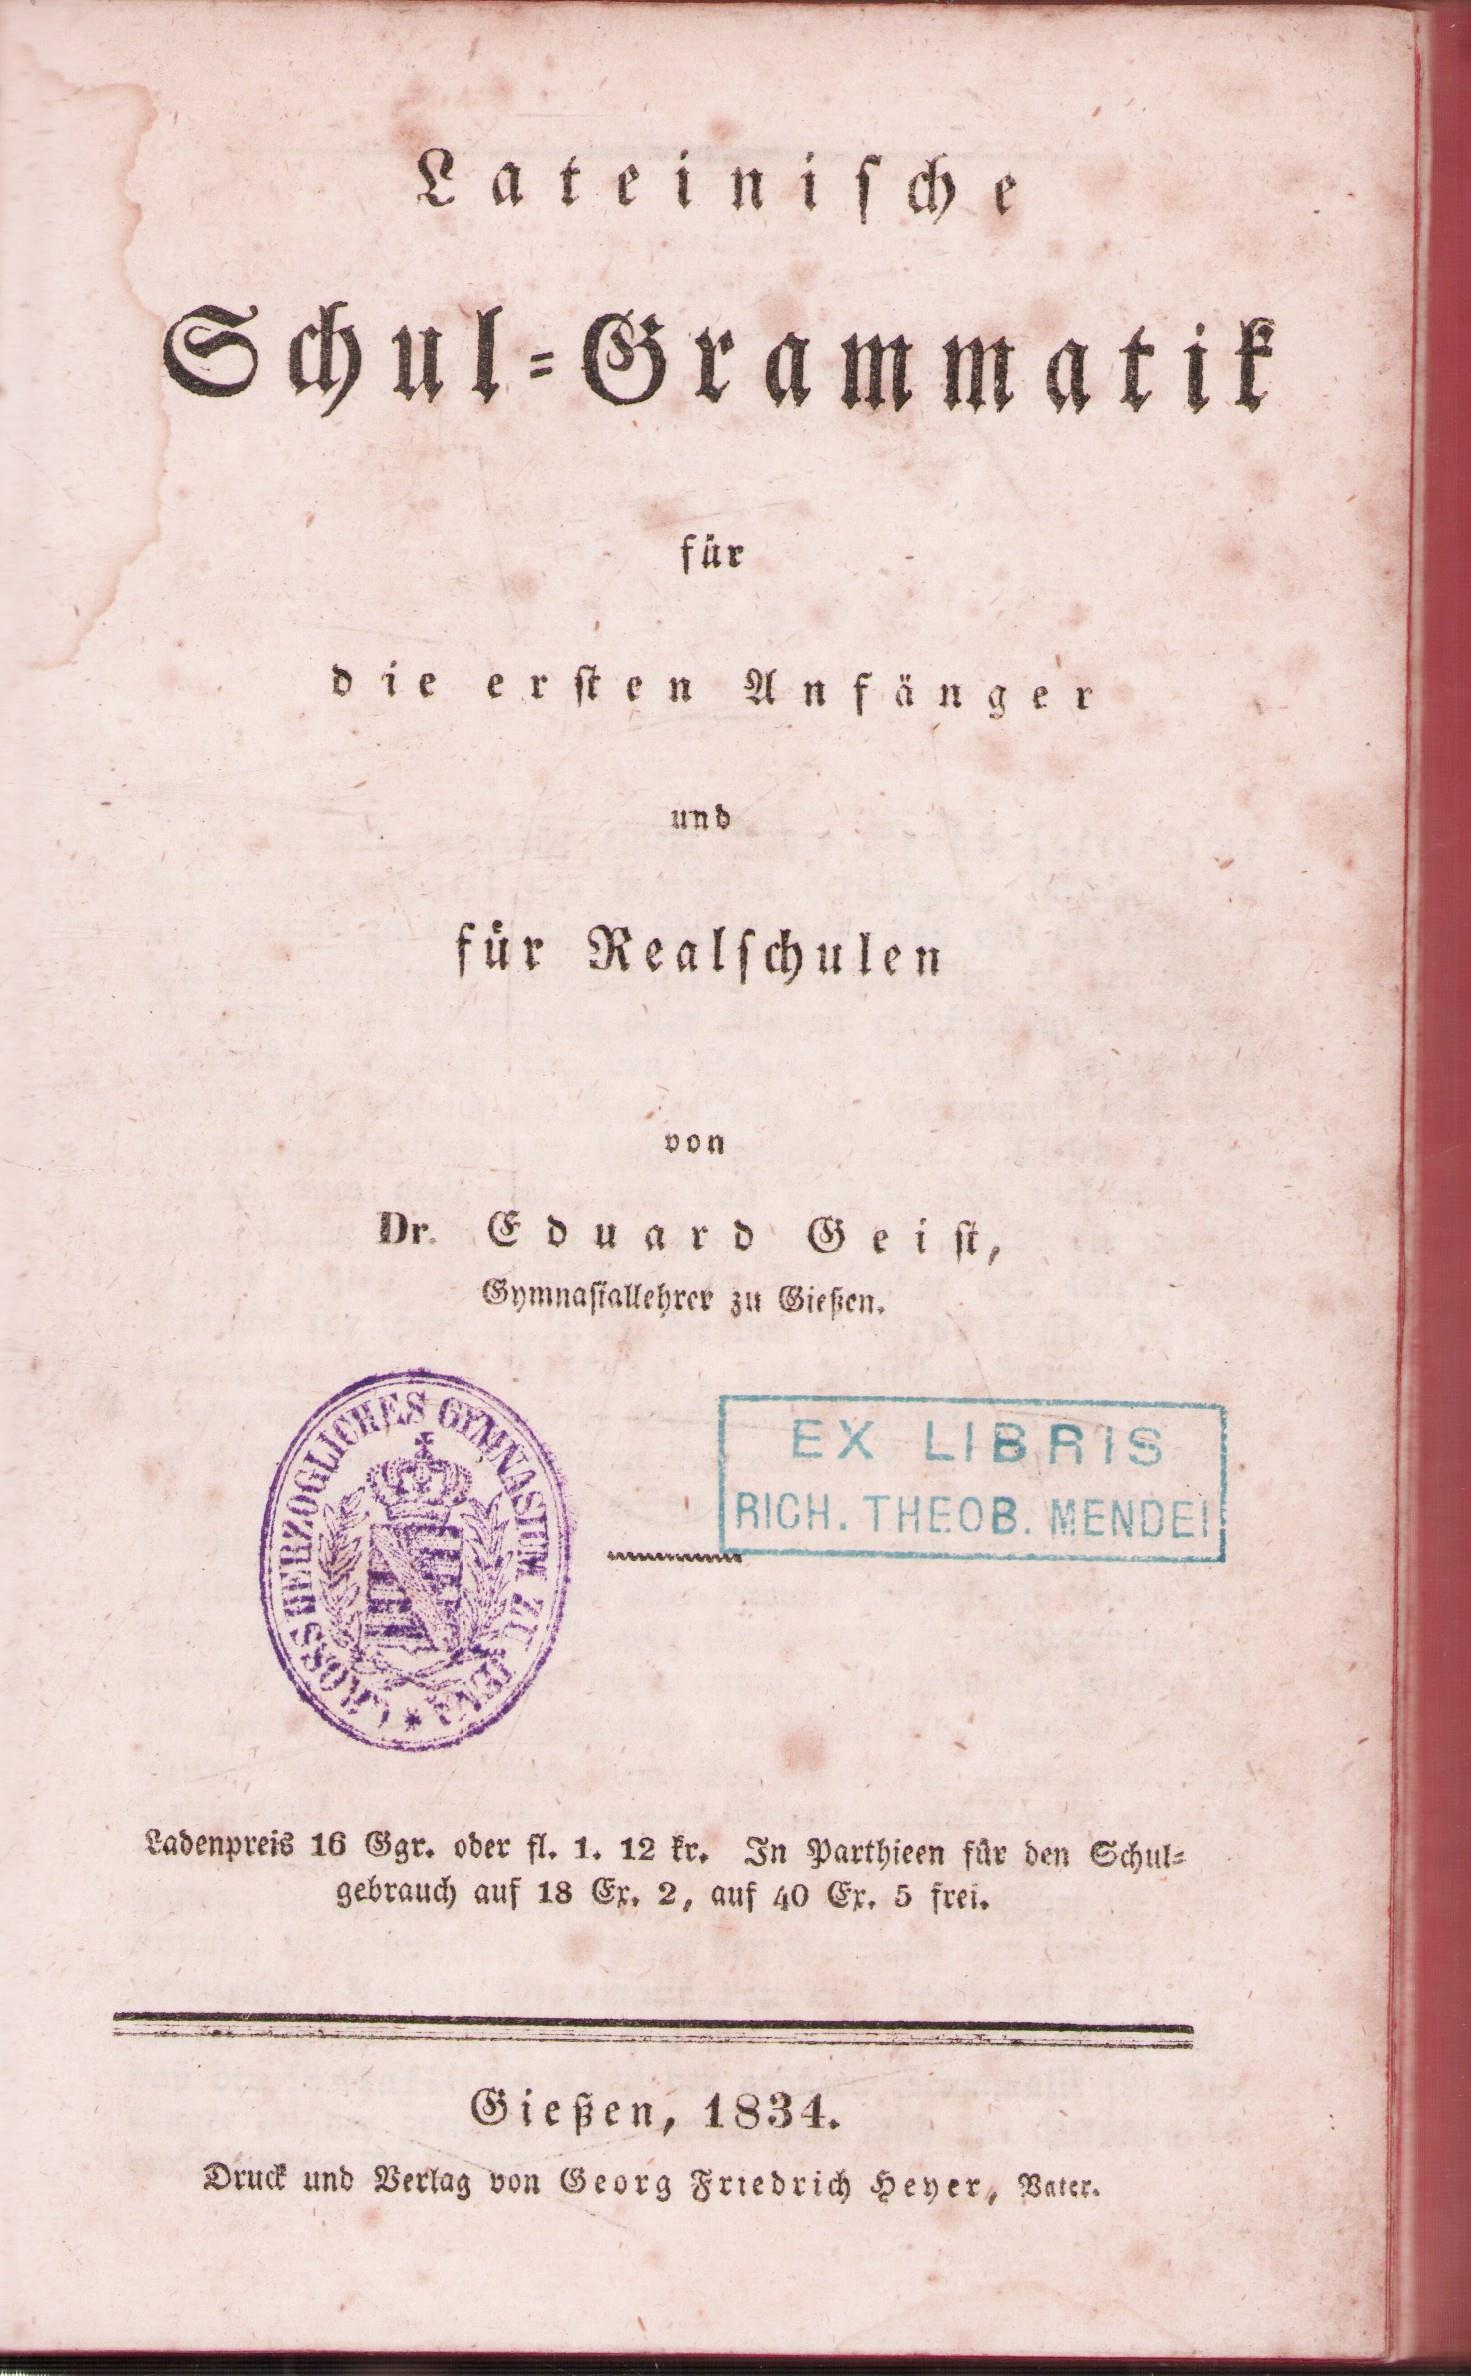 Lateinische
Schul=Grammatik
für
die ersten Anfänger
und
für Realschulen
von
Dr. Eduard Geist,
Gymnasiallehrer zu Gießen.
GROSSHERZOGLICHES GYMNASIUM ZU JENA *
EX LIBRIS
RICH. THEOB. MENDEL
Ladenpreis 16 Ggr. oder fl. 1. 12 kr. In Parthieen für den Schul=
gebrauch auf 18 Ex. 2, auf 40 Ex. 5 frei.
Gießen, 1834.
Druck und Verlag von Georg Friedrich Heyer, Vater.